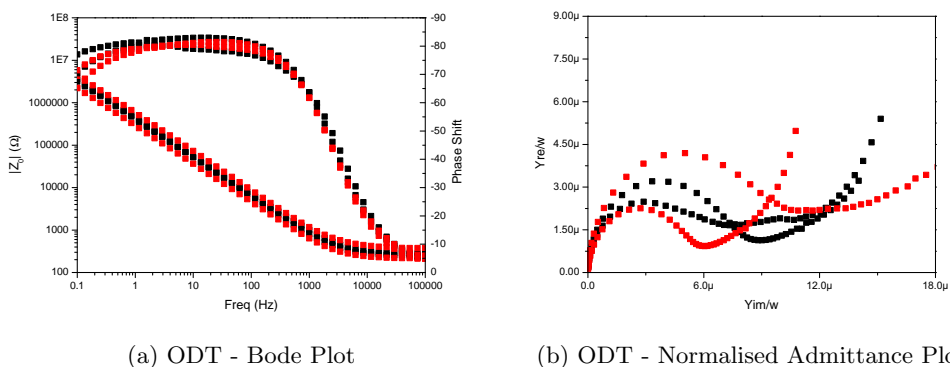 1E8
1E7
1000000
100000
10000
1000
100
|Z| (Ω)
-90
-80
-70
-60
-50
-40
-30
-20
-10
0
Phase Shift
0.1 1 10 100 1000 10000 100000
Freq (Hz)
(a) ODT - Bode Plot
9.00µ
7.50µ
6.00µ
4.50µ
3.00µ
1.50µ
0.00
Yre/w
0.0 6.0µ 12.0µ 18.0µ
Yim/w
(b) ODT - Normalised Admittance Plo